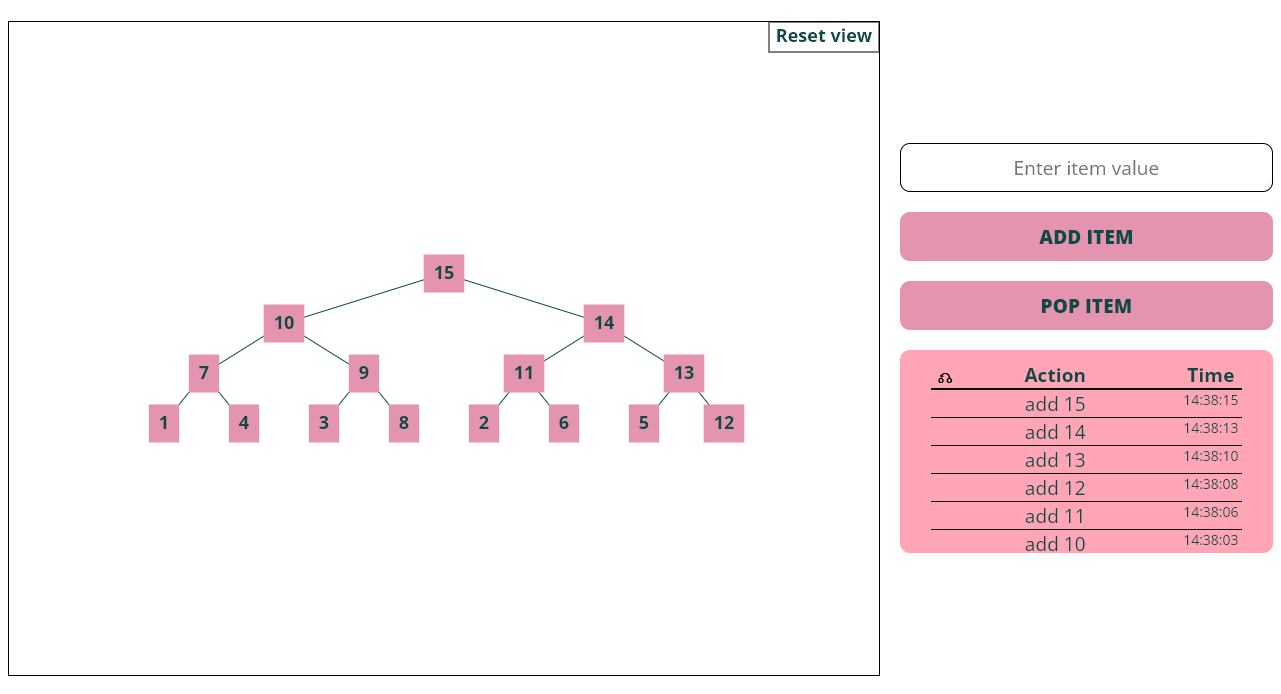 Reset view
15
10 14
7 9 11 13
1 4 3 8 2 6 5 12
Enter item value
ADD ITEM
POP ITEM
Action Time
add 15 14:38:15
add 14 14:38:13
add 13 14:38:10
add 12 14:38:08
add 11 14:38:06
add 10 14:38:03